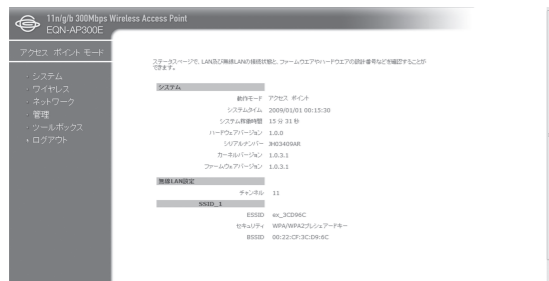 11n/g/b 300Mbps Wireless Access Point
EQN-AP300E
アクセス ポイント モード
システム
ワイヤレス
ネットワーク
管理
ツールボックス
ログアウト
ステータスページで、LAN及び無線LANの接続状態と、ファームウエアやハードウエアの設計番号などを確認することが
できます。
システム
動作モード アクセス ポイント
システムタイム 2009/01/01 00:15:30
システム稼働時間 15 分 31 秒
ハードウェアバージョン 1.0.0
シリアルナンバー JH03409AR
カーネルバージョン 1.0.3.1
ファームウェアバージョン 1.0.3.1
無線LAN設定
チャンネル 11
SSID_1
ESSID ex_3CD96C
セキュリティ WPA/WPA2プレシェアードキー
BSSID 00:22:CF:3C:D9:6C